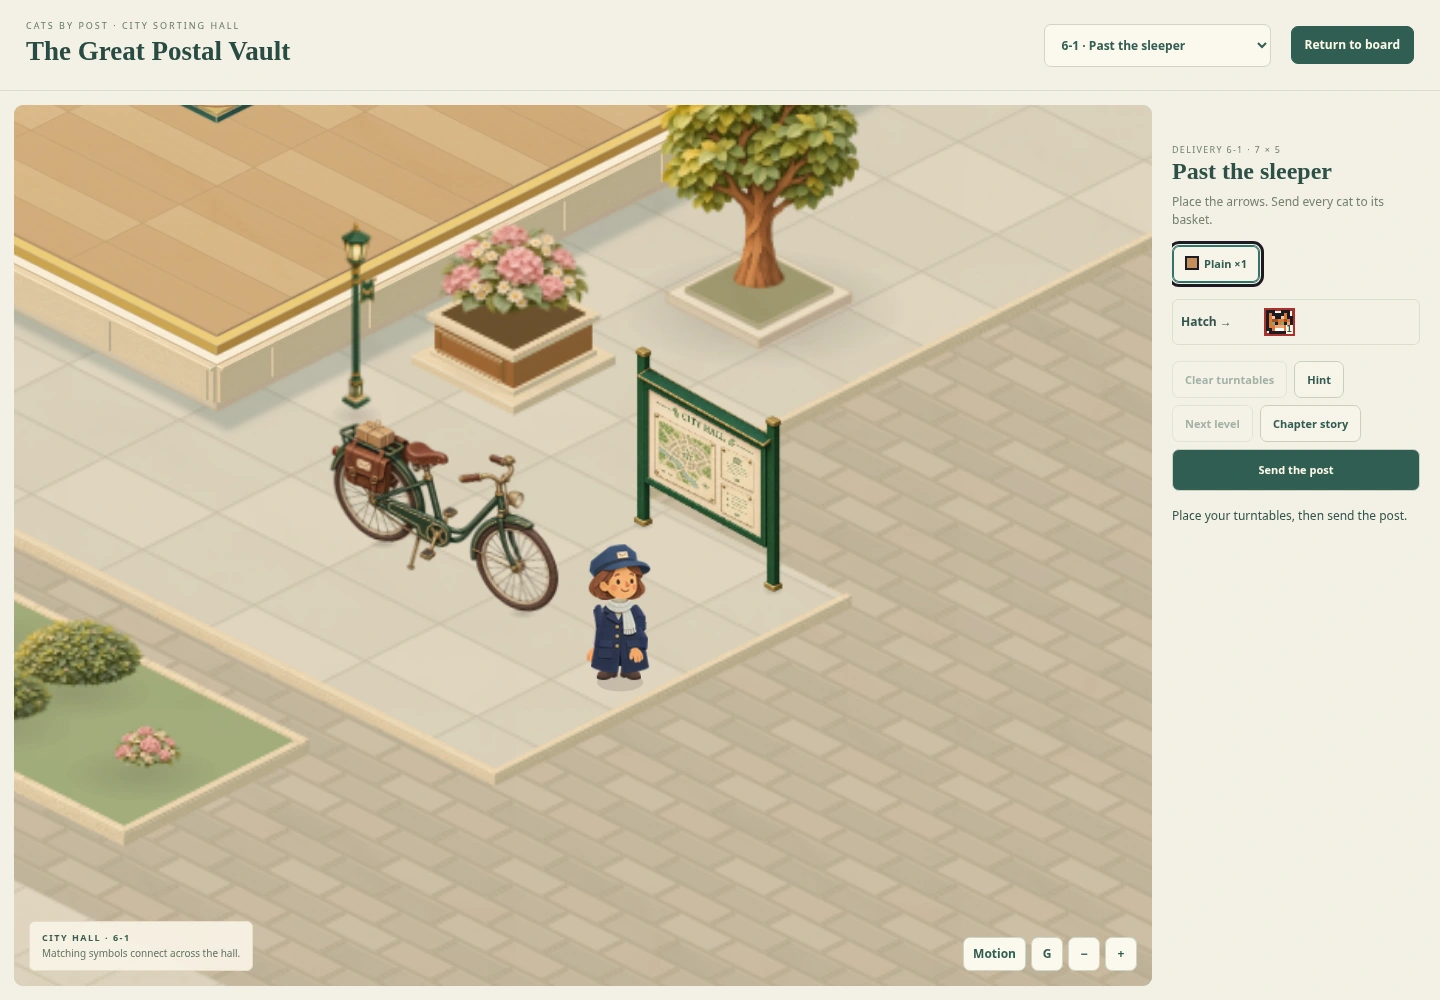 CATS BY POST · CITY SORTING HALL
The Great Postal Vault
6-1 · Past the sleeper
Return to board
DELIVERY 6-1 · 7 × 5
Past the sleeper
Place the arrows. Send every cat to its
basket.
Plain ×1
Hatch →
1
Clear turntables
Hint
Next level
Chapter story
Send the post
Place your turntables, then send the post.
CITY HALL
CITY HALL · 6-1
Matching symbols connect across the hall.
Motion
G
−
+